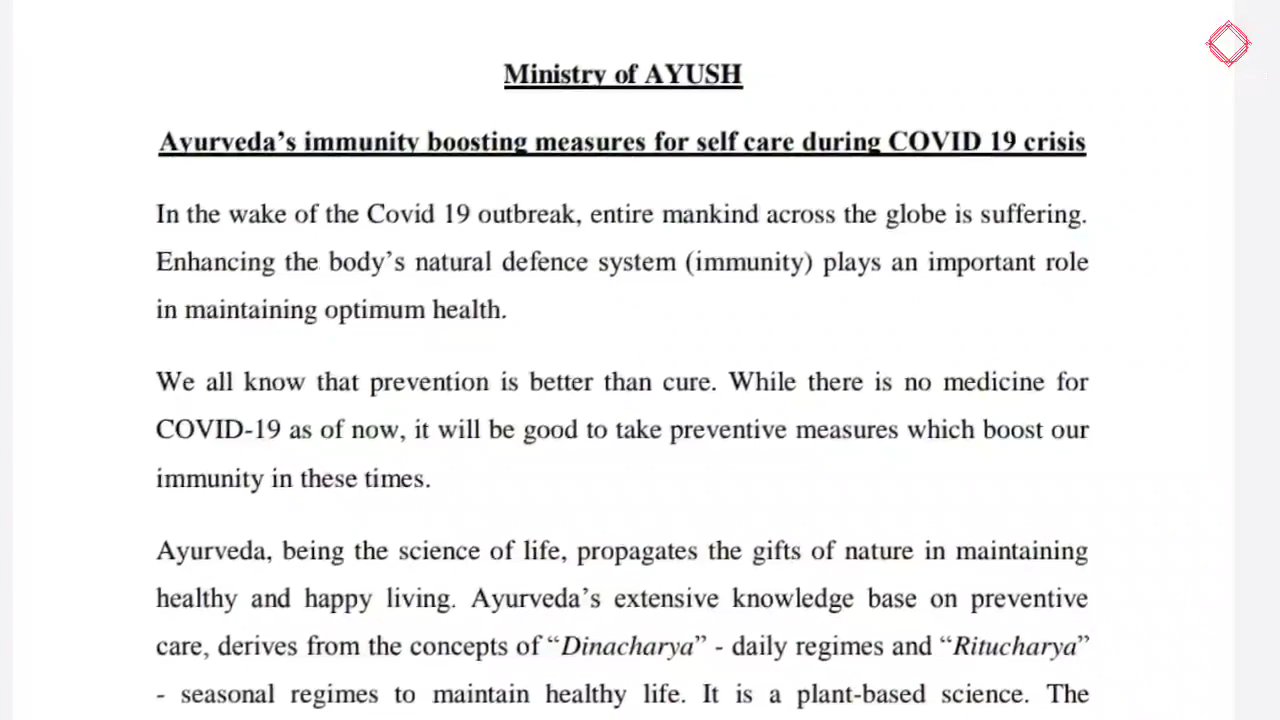 Ministry of AYUSH
Ayurveda’s immunity boosting measures for self care during COVID 19 crisis
In the wake of the Covid 19 outbreak, entire mankind across the globe is suffering.
Enhancing the body’s natural defence system (immunity) plays an important role
in maintaining optimum health.
We all know that prevention is better than cure. While there is no medicine for
COVID-19 as of now, it will be good to take preventive measures which boost our
immunity in these times.
Ayurveda, being the science of life, propagates the gifts of nature in maintaining
healthy and happy living. Ayurveda’s extensive knowledge base on preventive
care, derives from the concepts of “Dinacharya” - daily regimes and “Ritucharya”
- seasonal regimes to maintain healthy life. It is a plant-based science. The